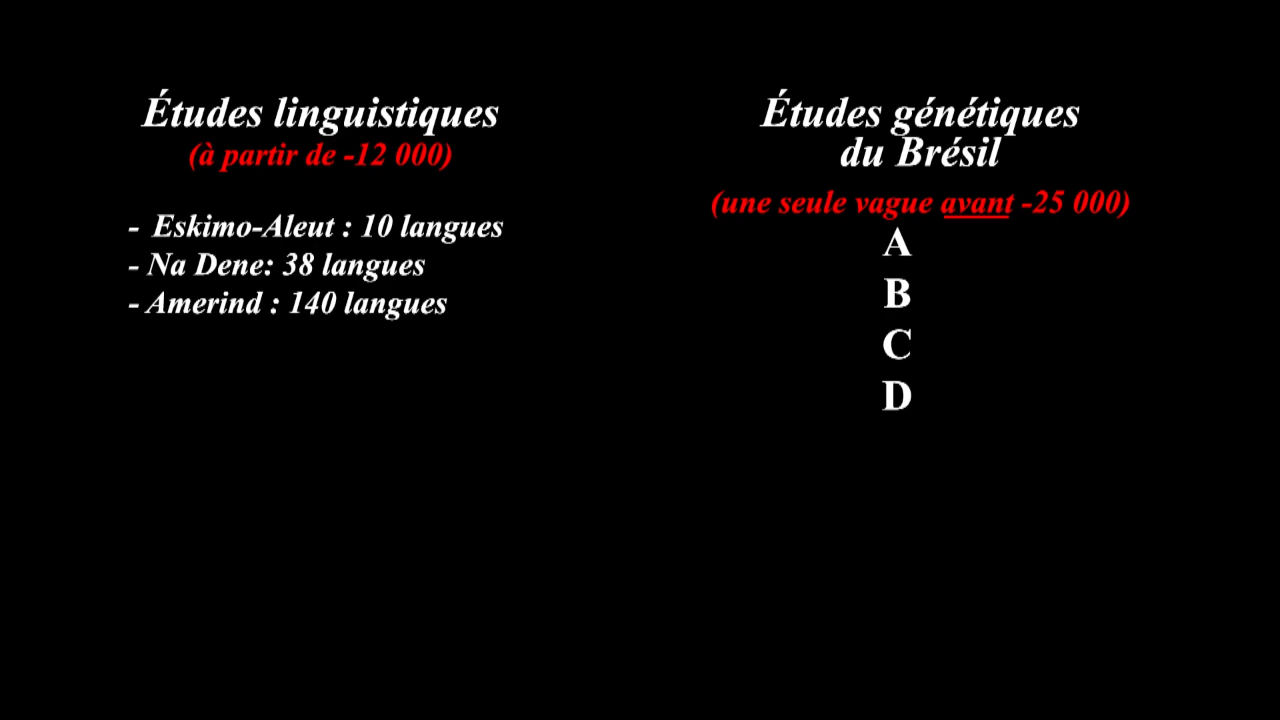 Études linguistiques
(à partir de -12 000)
- Eskimo-Aleut : 10 langues
- Na Dene: 38 langues
- Amerind : 140 langues
Études génétiques
du Brésil
(une seule vague avant -25 000)
A
B
C
D